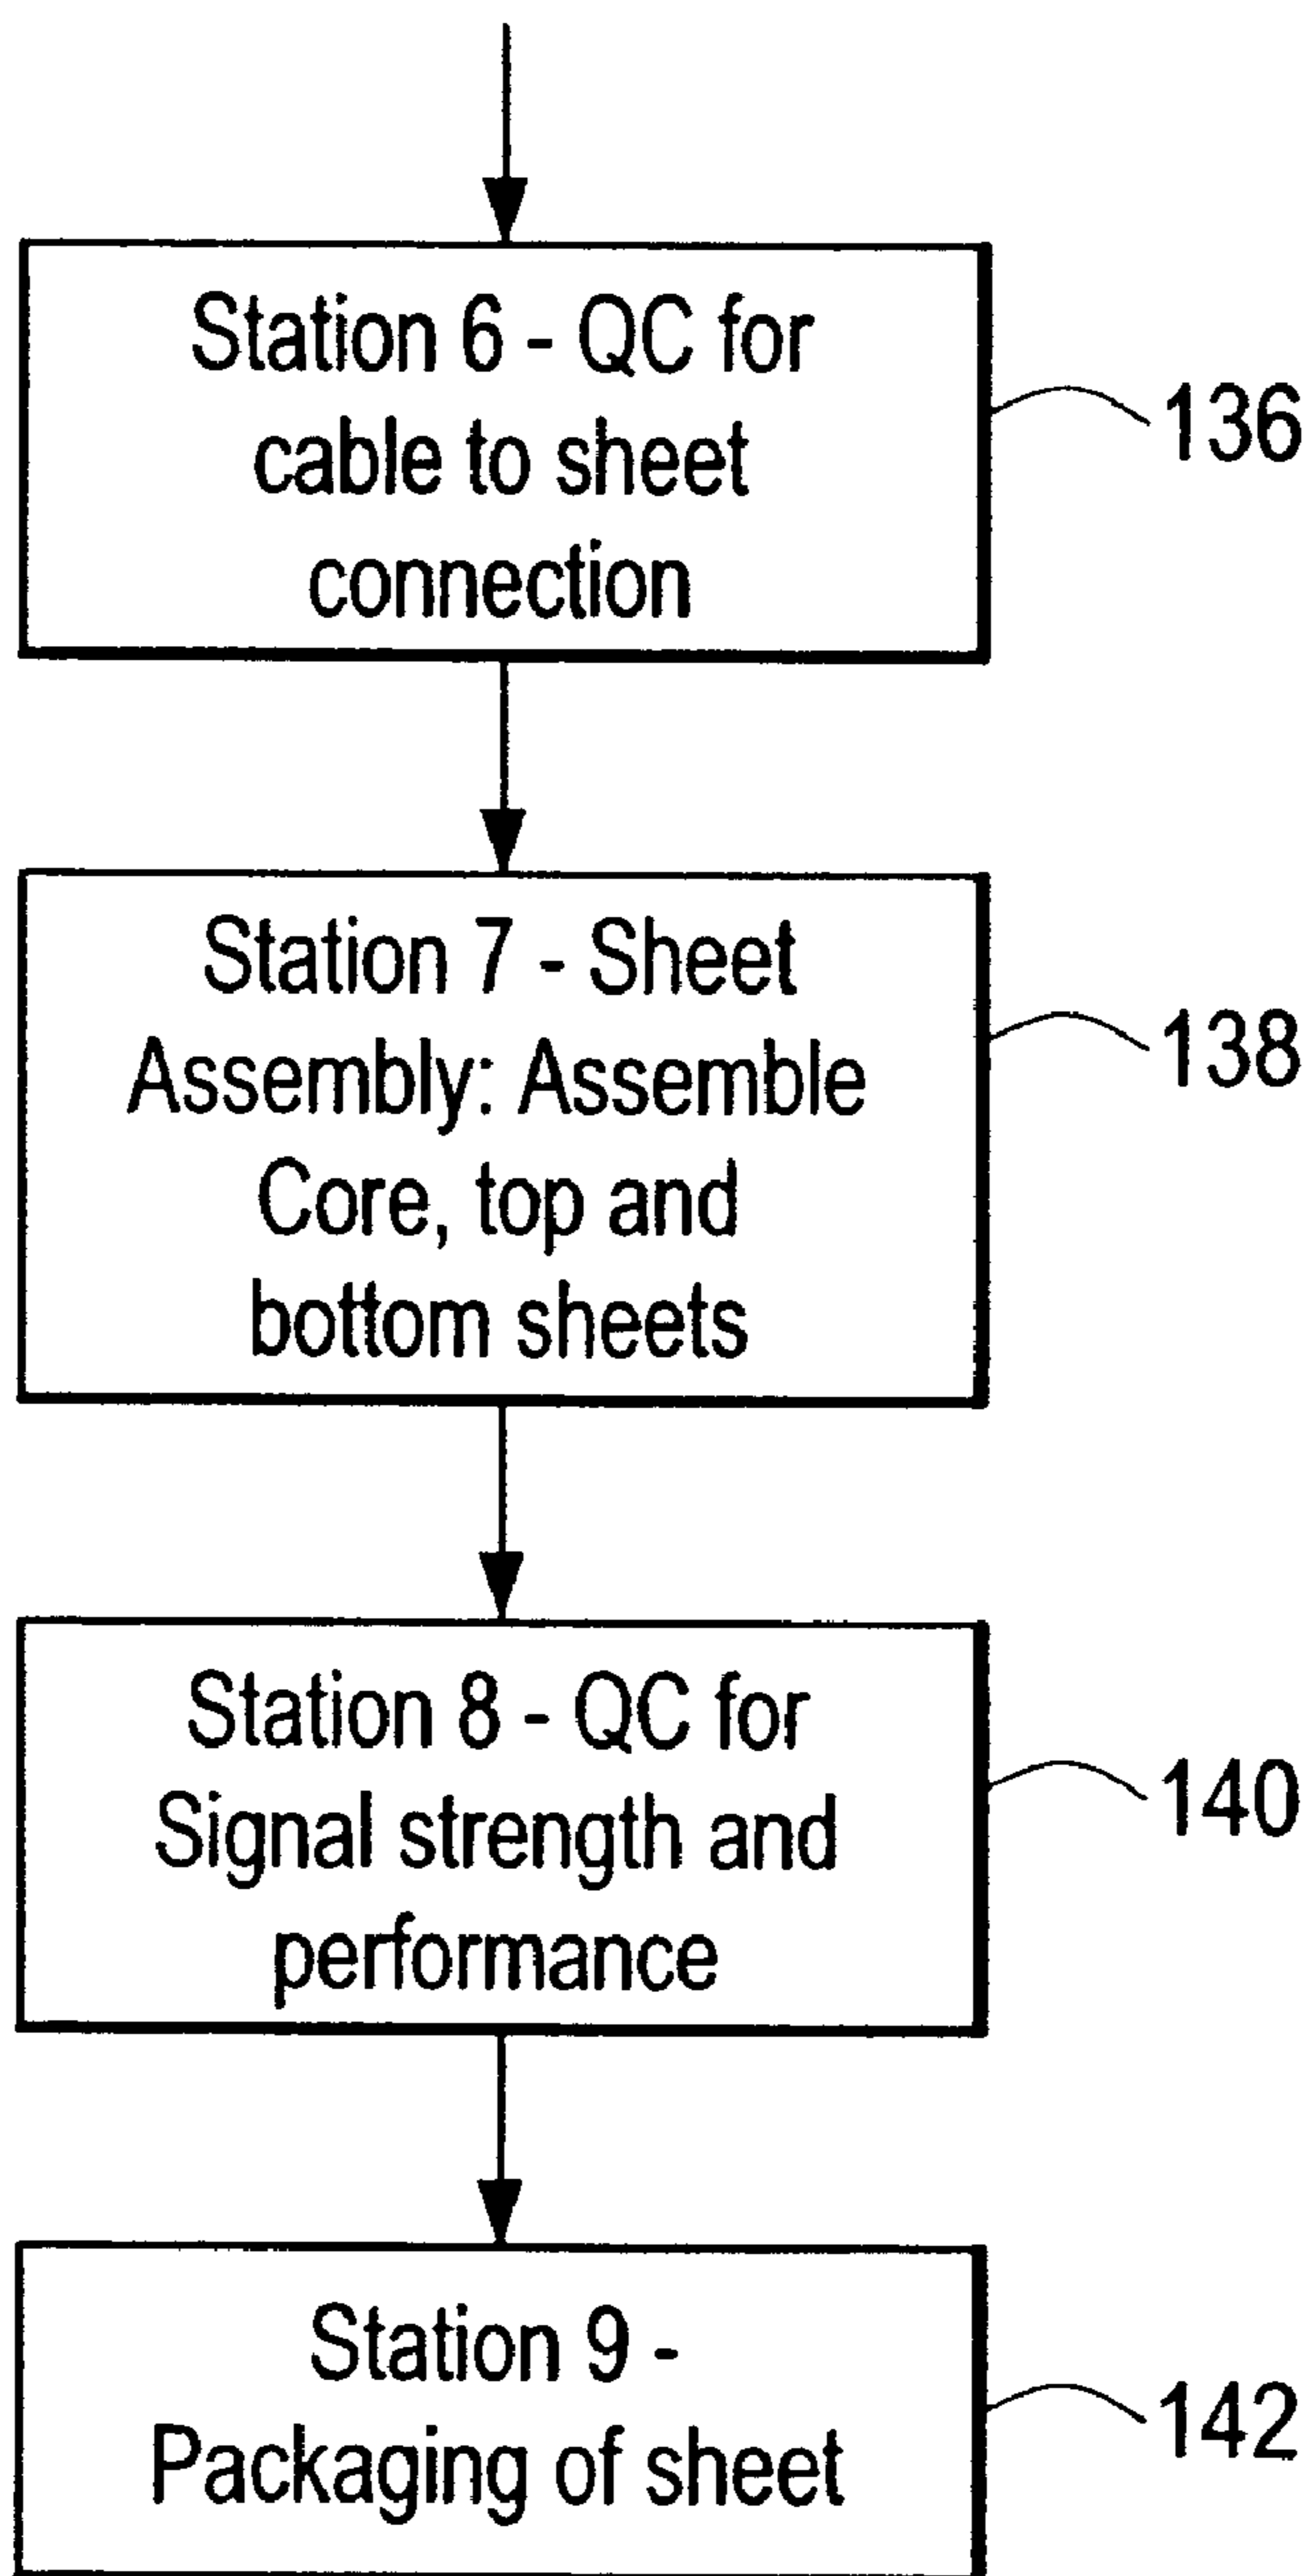 Station 6 - QC for
cable to sheet
connection
136
Station 7 - Sheet
Assembly: Assemble
Core, top and
bottom sheets
138
Station 8 - QC for
Signal strength and
performance
140
Station 9 -
Packaging of sheet
142